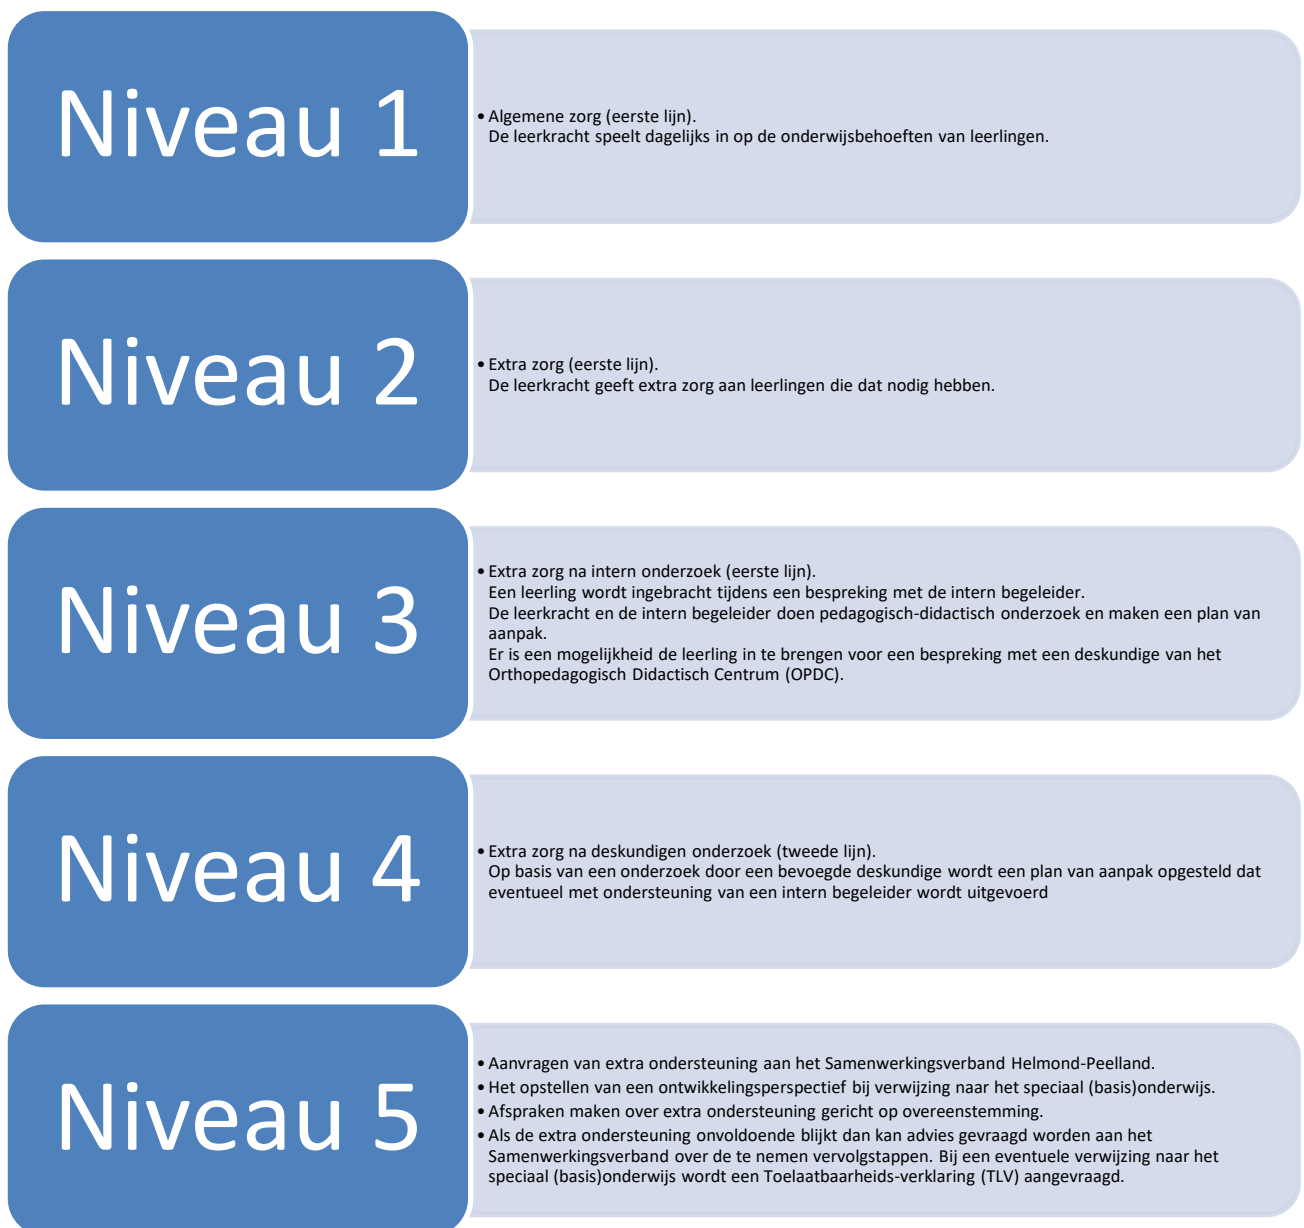 Niveau 1
• Algemene zorg (eerste lijn).
De leerkracht speelt dagelijks in op de onderwijsbehoeften van leerlingen.
Niveau 2
• Extra zorg (eerste lijn).
De leerkracht geeft extra zorg aan leerlingen die dat nodig hebben.
Niveau 3
• Extra zorg na intern onderzoek (eerste lijn).
Een leerling wordt ingebracht tijdens een bespreking met de intern begeleider.
De leerkracht en de intern begeleider doen pedagogisch-didactisch onderzoek en maken een plan van
aanpak.
Er is een mogelijkheid de leerling in te brengen voor een bespreking met een deskundige van het
Orthopedagogisch Didactisch Centrum (OPDC).
Niveau 4
• Extra zorg na deskundigen onderzoek (tweede lijn).
Op basis van een onderzoek door een bevoegde deskundige wordt een plan van aanpak opgesteld dat
eventueel met ondersteuning van een intern begeleider wordt uitgevoerd
Niveau 5
• Aanvragen van extra ondersteuning aan het Samenwerkingsverband Helmond-Peelland.
• Het opstellen van een ontwikkelingsperspectief bij verwijzing naar het speciaal (basis)onderwijs.
• Afspraken maken over extra ondersteuning gericht op overeenstemming.
• Als de extra ondersteuning onvoldoende blijkt dan kan advies gevraagd worden aan het
Samenwerkingsverband over de te nemen vervolgstappen. Bij een eventuele verwijzing naar het
speciaal (basis)onderwijs wordt een Toelaatbaarheids-verklaring (TLV) aangevraagd.